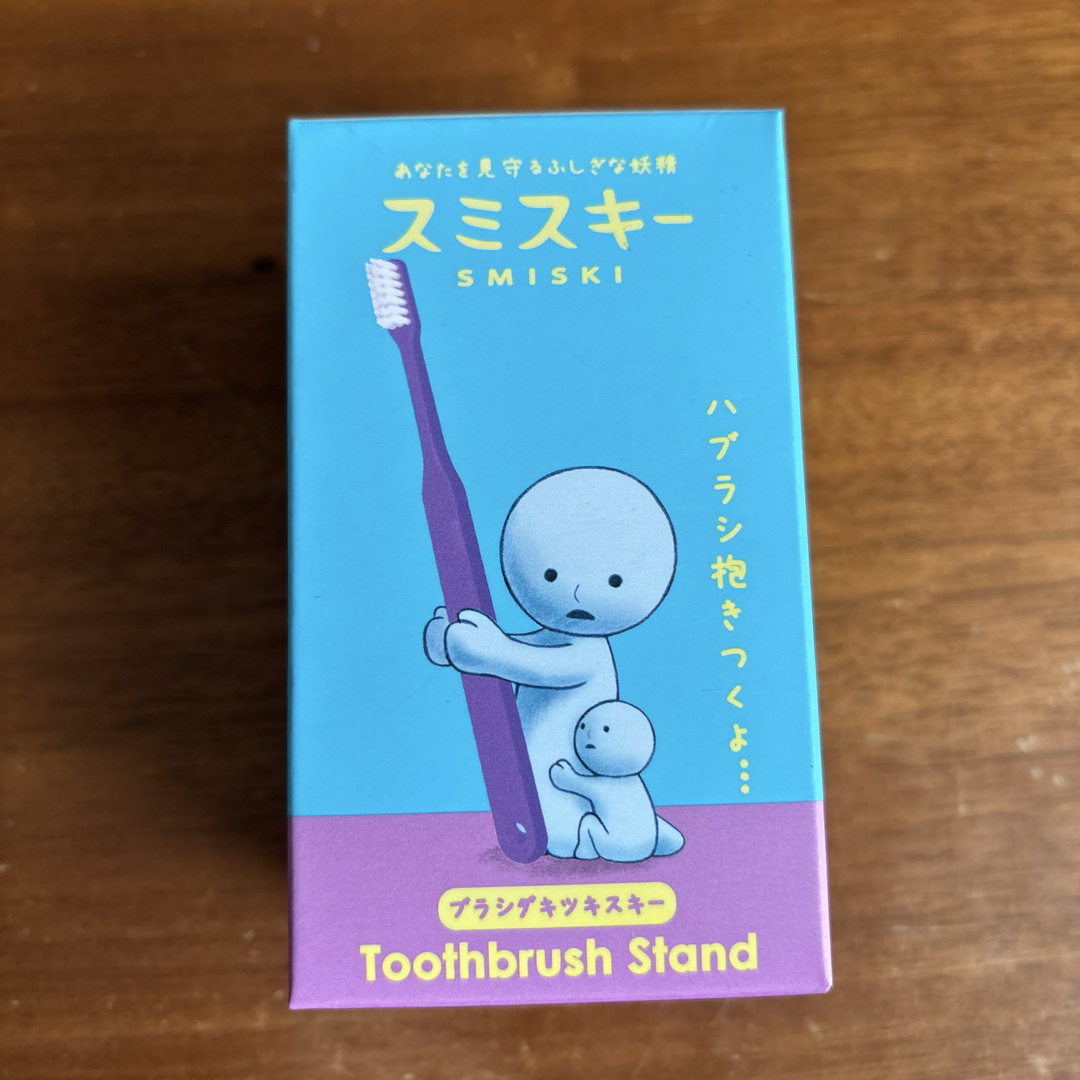 あなたを見守るふしぎな妖精
スミスキー
SMISKI
ハブラシ抱きつくよ…
ブラシダキツキスキー
Toothbrush Stand